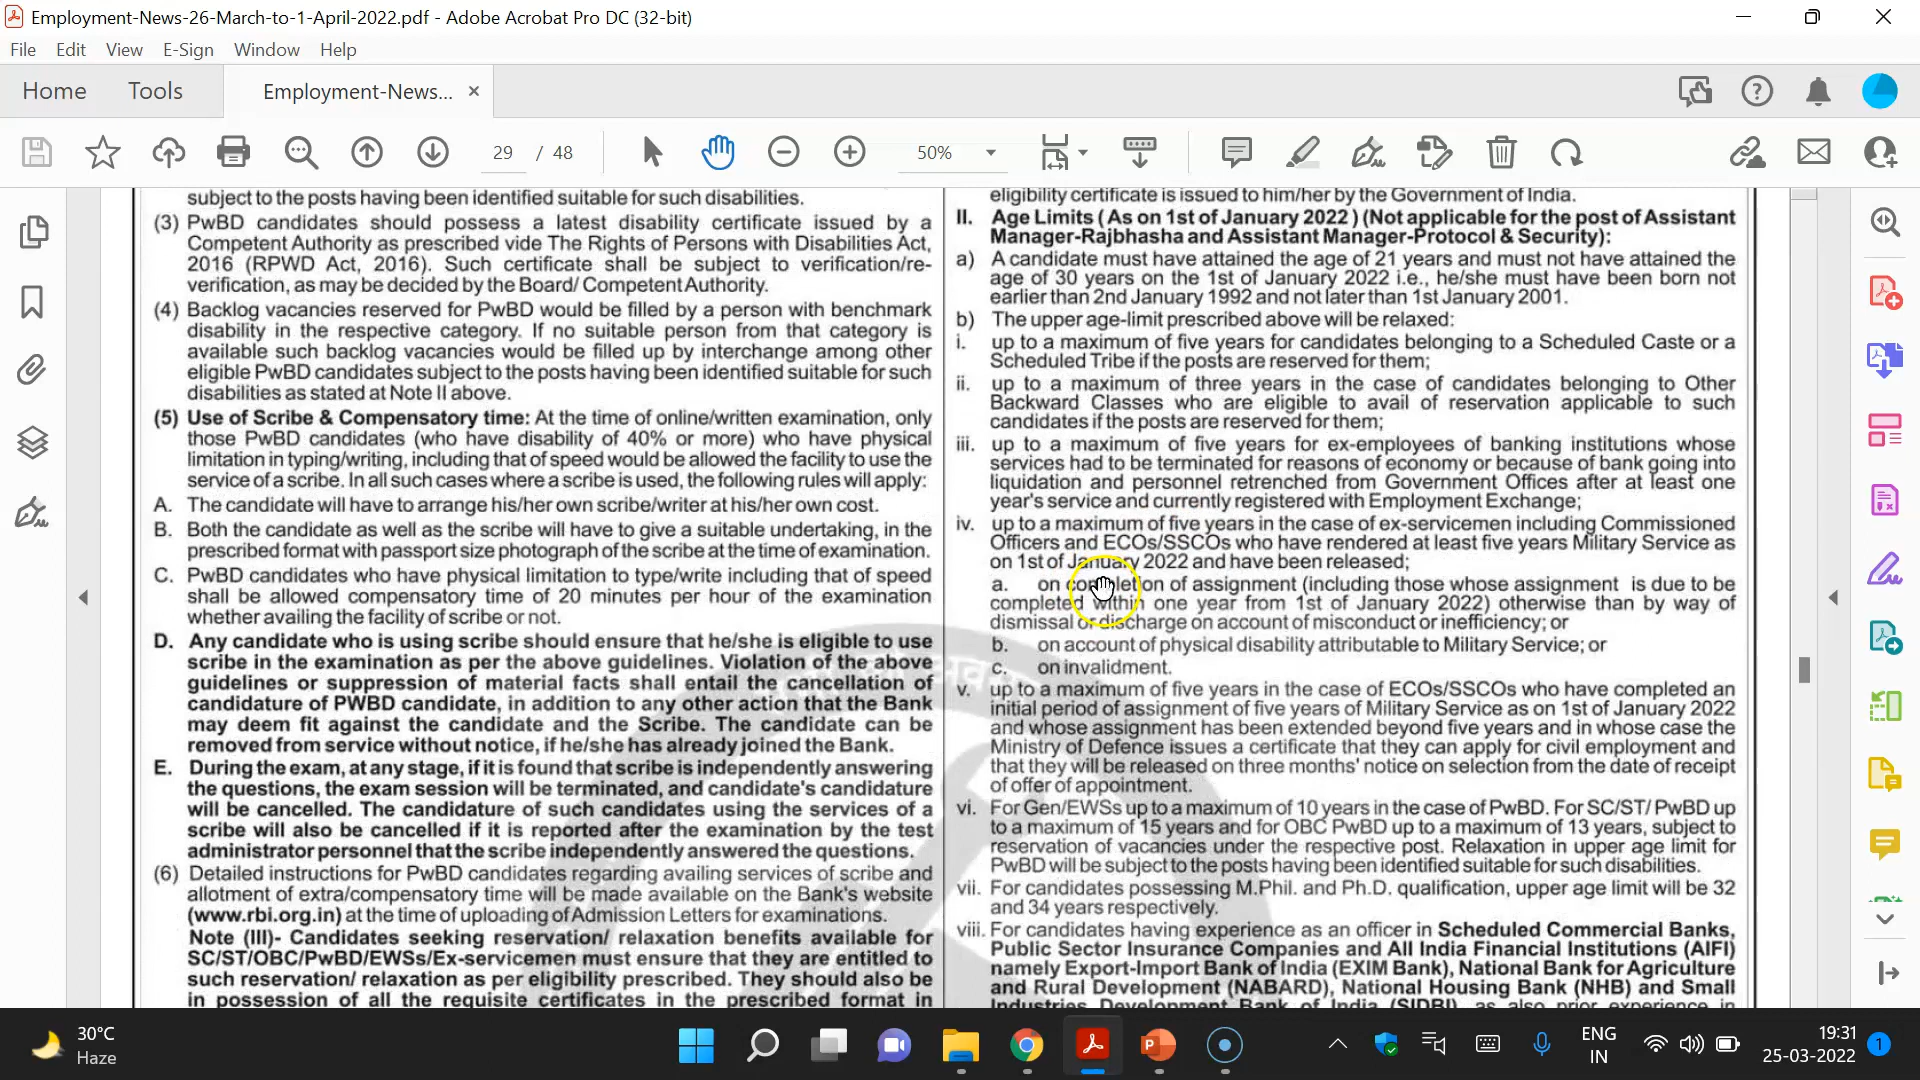 Employment-News-26-March-to-1-April-2022.pdf - Adobe Acrobat Pro DC (32-bit)
File Edit View E-Sign Window Help
Home Tools Employment-News... ×
29 / 48 50%
subject to the posts having been identified suitable for such disabilities.
(3) PwBD candidates should possess a latest disability certificate issued by a
Competent Authority as prescribed vide The Rights of Persons with Disabilities Act,
2016 (RPWD Act, 2016). Such certificate shall be subject to verification/re-
verification, as may be decided by the Board/ Competent Authority.
(4) Backlog vacancies reserved for PwBD would be filled by a person with benchmark
disability in the respective category. If no suitable person from that category is
available such backlog vacancies would be filled up by interchange among other
eligible PwBD candidates subject to the posts having been identified suitable for such
disabilities as stated at Note II above.
(5) Use of Scribe & Compensatory time: At the time of online/written examination, only
those PwBD candidates (who have disability of 40% or more) who have physical
limitation in typing/writing, including that of speed would be allowed the facility to use the
service of a scribe. In all such cases where a scribe is used, the following rules will apply:
A. The candidate will have to arrange his/her own scribe/writer at his/her own cost.
B. Both the candidate as well as the scribe will have to give a suitable undertaking, in the
prescribed format with passport size photograph of the scribe at the time of examination.
C. PwBD candidates who have physical limitation to type/write including that of speed
shall be allowed compensatory time of 20 minutes per hour of the examination
whether availing the facility of scribe or not.
D. Any candidate who is using scribe should ensure that he/she is eligible to use
scribe in the examination as per the above guidelines. Violation of the above
guidelines or suppression of material facts shall entail the cancellation of
candidature of PWBD candidate, in addition to any other action that the Bank
may deem fit against the candidate and the Scribe. The candidate can be
removed from service without notice, if he/she has already joined the Bank.
E. During the exam, at any stage, if it is found that scribe is independently answering
the questions, the exam session will be terminated, and candidate's candidature
will be cancelled. The candidature of such candidates using the services of a
scribe will also be cancelled if it is reported after the examination by the test
administrator personnel that the scribe independently answered the questions.
(6) Detailed instructions for PwBD candidates regarding availing services of scribe and
allotment of extra/compensatory time will be made available on the Bank's website
(www.rbi.org.in) at the time of uploading of Admission Letters for examinations.
Note (III)- Candidates seeking reservation/ relaxation benefits available for
SC/ST/OBC/PwBD/EWSs/Ex-servicemen must ensure that they are entitled to
such reservation/ relaxation as per eligibility prescribed. They should also be
in possession of all the requisite certificates in the prescribed format in
eligibility certificate is issued to him/her by the Government of India.
II. Age Limits ( As on 1st of January 2022 ) (Not applicable for the post of Assistant
Manager-Rajbhasha and Assistant Manager-Protocol & Security):
a) A candidate must have attained the age of 21 years and must not have attained the
age of 30 years on the 1st of January 2022 i.e., he/she must have been born not
earlier than 2nd January 1992 and not later than 1st January 2001.
b) The upper age-limit prescribed above will be relaxed:
i. up to a maximum of five years for candidates belonging to a Scheduled Caste or a
Scheduled Tribe if the posts are reserved for them;
ii. up to a maximum of three years in the case of candidates belonging to Other
Backward Classes who are eligible to avail of reservation applicable to such
candidates if the posts are reserved for them;
iii. up to a maximum of five years for ex-employees of banking institutions whose
services had to be terminated for reasons of economy or because of bank going into
liquidation and personnel retrenched from Government Offices after at least one
year's service and currently registered with Employment Exchange;
iv. up to a maximum of five years in the case of ex-servicemen including Commissioned
Officers and ECOs/SSCOs who have rendered at least five years Military Service as
on 1st of January 2022 and have been released;
a. on completion of assignment (including those whose assignment is due to be
completed within one year from 1st of January 2022) otherwise than by way of
dismissal or discharge on account of misconduct or inefficiency; or
b. on account of physical disability attributable to Military Service; or
c. on invalidment.
v. up to a maximum of five years in the case of ECOs/SSCOs who have completed an
initial period of assignment of five years of Military Service as on 1st of January 2022
and whose assignment has been extended beyond five years and in whose case the
Ministry of Defence issues a certificate that they can apply for civil employment and
that they will be released on three months' notice on selection from the date of receipt
of offer of appointment.
vi. For Gen/EWSs up to a maximum of 10 years in the case of PwBD. For SC/ST/ PwBD up
to a maximum of 15 years and for OBC PwBD up to a maximum of 13 years, subject to
reservation of vacancies under the respective post. Relaxation in upper age limit for
PwBD will be subject to the posts having been identified suitable for such disabilities.
vii. For candidates possessing M.Phil. and Ph.D. qualification, upper age limit will be 32
and 34 years respectively.
viii. For candidates having experience as an officer in Scheduled Commercial Banks,
Public Sector Insurance Companies and All India Financial Institutions (AIFI)
namely Export-Import Bank of India (EXIM Bank), National Bank for Agriculture
and Rural Development (NABARD), National Housing Bank (NHB) and Small
Industries Development Bank of India (SIDBI), as also prior experience in
30°C
Haze
ENG
IN
19:31
25-03-2022
1